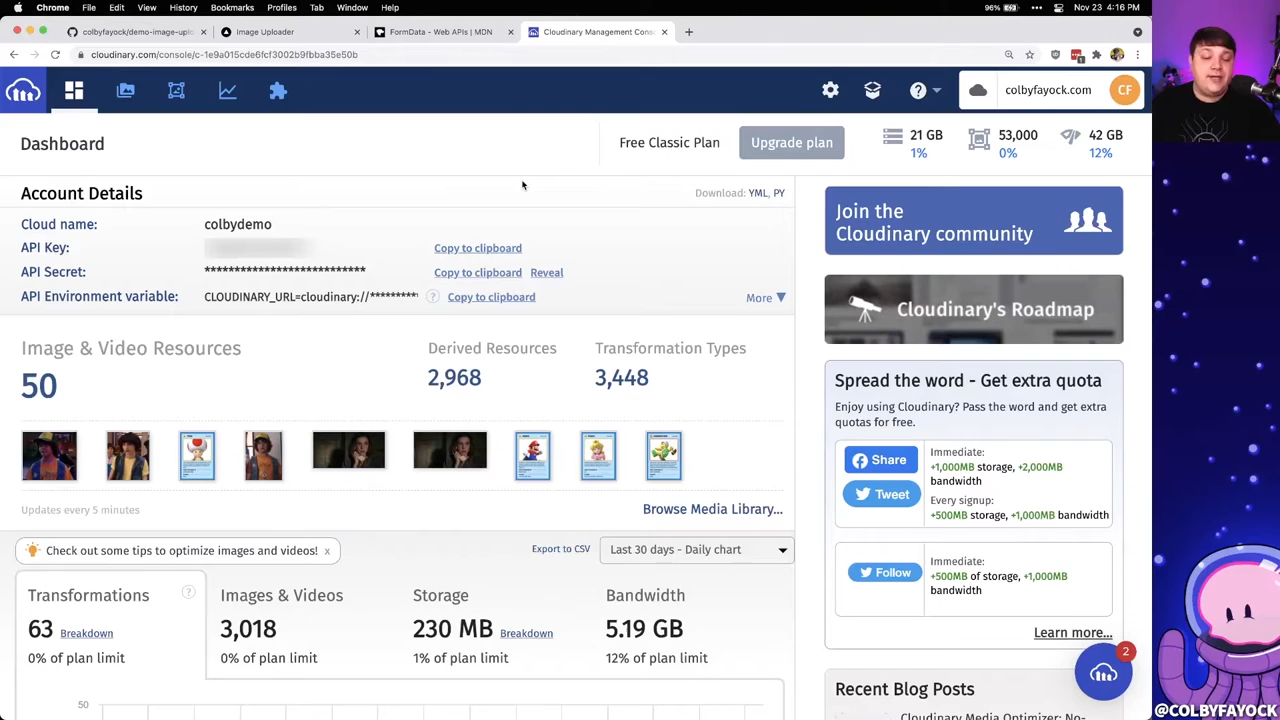 Chrome File Edit View History Bookmarks Profiles Tab Window Help
96% Nov 23 4:16 PM
colbyfayock/demo-image-uplo
Image Uploader
FormData - Web APIs | MDN
Cloudinary Management Cons
cloudinary.com/console/c-1e9a015cde6fcf3002b9fbba35e50b
colbyfayock.com CF
Dashboard
Free Classic Plan
Upgrade plan
21 GB 53,000 42 GB
1% 0% 12%
Account Details
Download: YML, PY
Cloud name: colbydemo
API Key: Copy to clipboard
API Secret: *************************** Copy to clipboard Reveal
API Environment variable: CLOUDINARY_URL=cloudinary://********* ? Copy to clipboard
More
Image & Video Resources
50
Derived Resources
2,968
Transformation Types
3,448
Updates every 5 minutes
Browse Media Library...
Check out some tips to optimize images and videos! x
Export to CSV
Last 30 days - Daily chart
Transformations ?
63 Breakdown
0% of plan limit
Images & Videos
3,018
0% of plan limit
Storage
230 MB Breakdown
1% of plan limit
Bandwidth
5.19 GB
12% of plan limit
50
Join the
Cloudinary community
Cloudinary's Roadmap
Spread the word - Get extra quota
Enjoy using Cloudinary? Pass the word and get extra
quotas for free.
Share
Tweet
Immediate:
+1,000MB storage, +2,000MB
bandwidth
Every signup:
+500MB storage, +1,000MB bandwidth
Follow
Immediate:
+500MB of storage, +1,000MB
bandwidth
Learn more...
2
Recent Blog Posts
Cloudinary Media Optimizer: No-
@COLBYFAYOCK